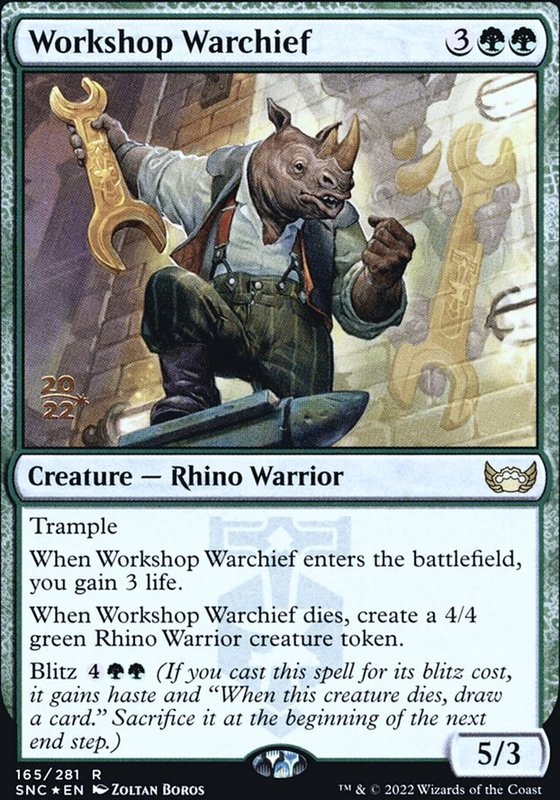 Workshop Warchief 3
20
22
Creature — Rhino Warrior
Trample
When Workshop Warchief enters the battlefield,
you gain 3 life.
When Workshop Warchief dies, create a 4/4
green Rhino Warrior creature token.
Blitz 4 (If you cast this spell for its blitz cost,
it gains haste and “When this creature dies, draw
a card.” Sacrifice it at the beginning of the next
end step.)
5/3
165/281 R
SNC ★ EN Zoltan Boros
™ & © 2022 Wizards of the Coast